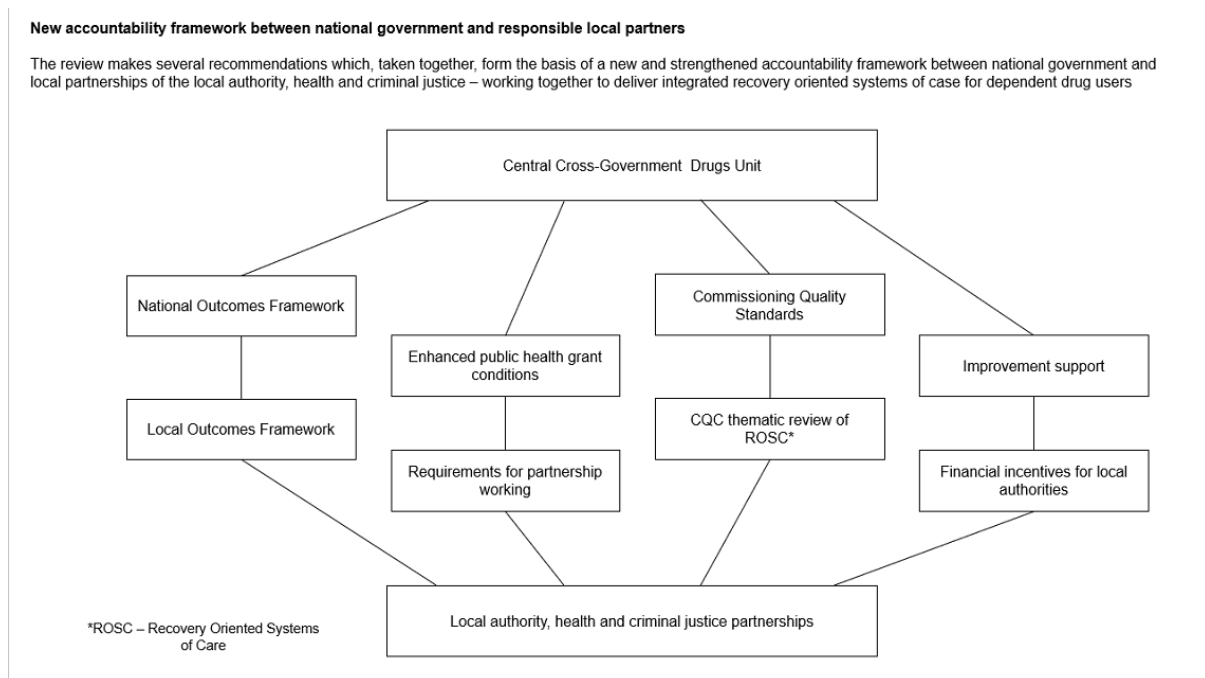 New accountability framework between national government and responsible local partners
The review makes several recommendations which, taken together, form the basis of a new and strengthened accountability framework between national government and
local partnerships of the local authority, health and criminal justice – working together to deliver integrated recovery oriented systems of case for dependent drug users
Central Cross-Government Drugs Unit
National Outcomes Framework
Local Outcomes Framework
Enhanced public health grant
conditions
Requirements for partnership
working
Commissioning Quality
Standards
CQC thematic review of
ROSC*
Improvement support
Financial incentives for local
authorities
Local authority, health and criminal justice partnerships
*ROSC – Recovery Oriented Systems
of Care